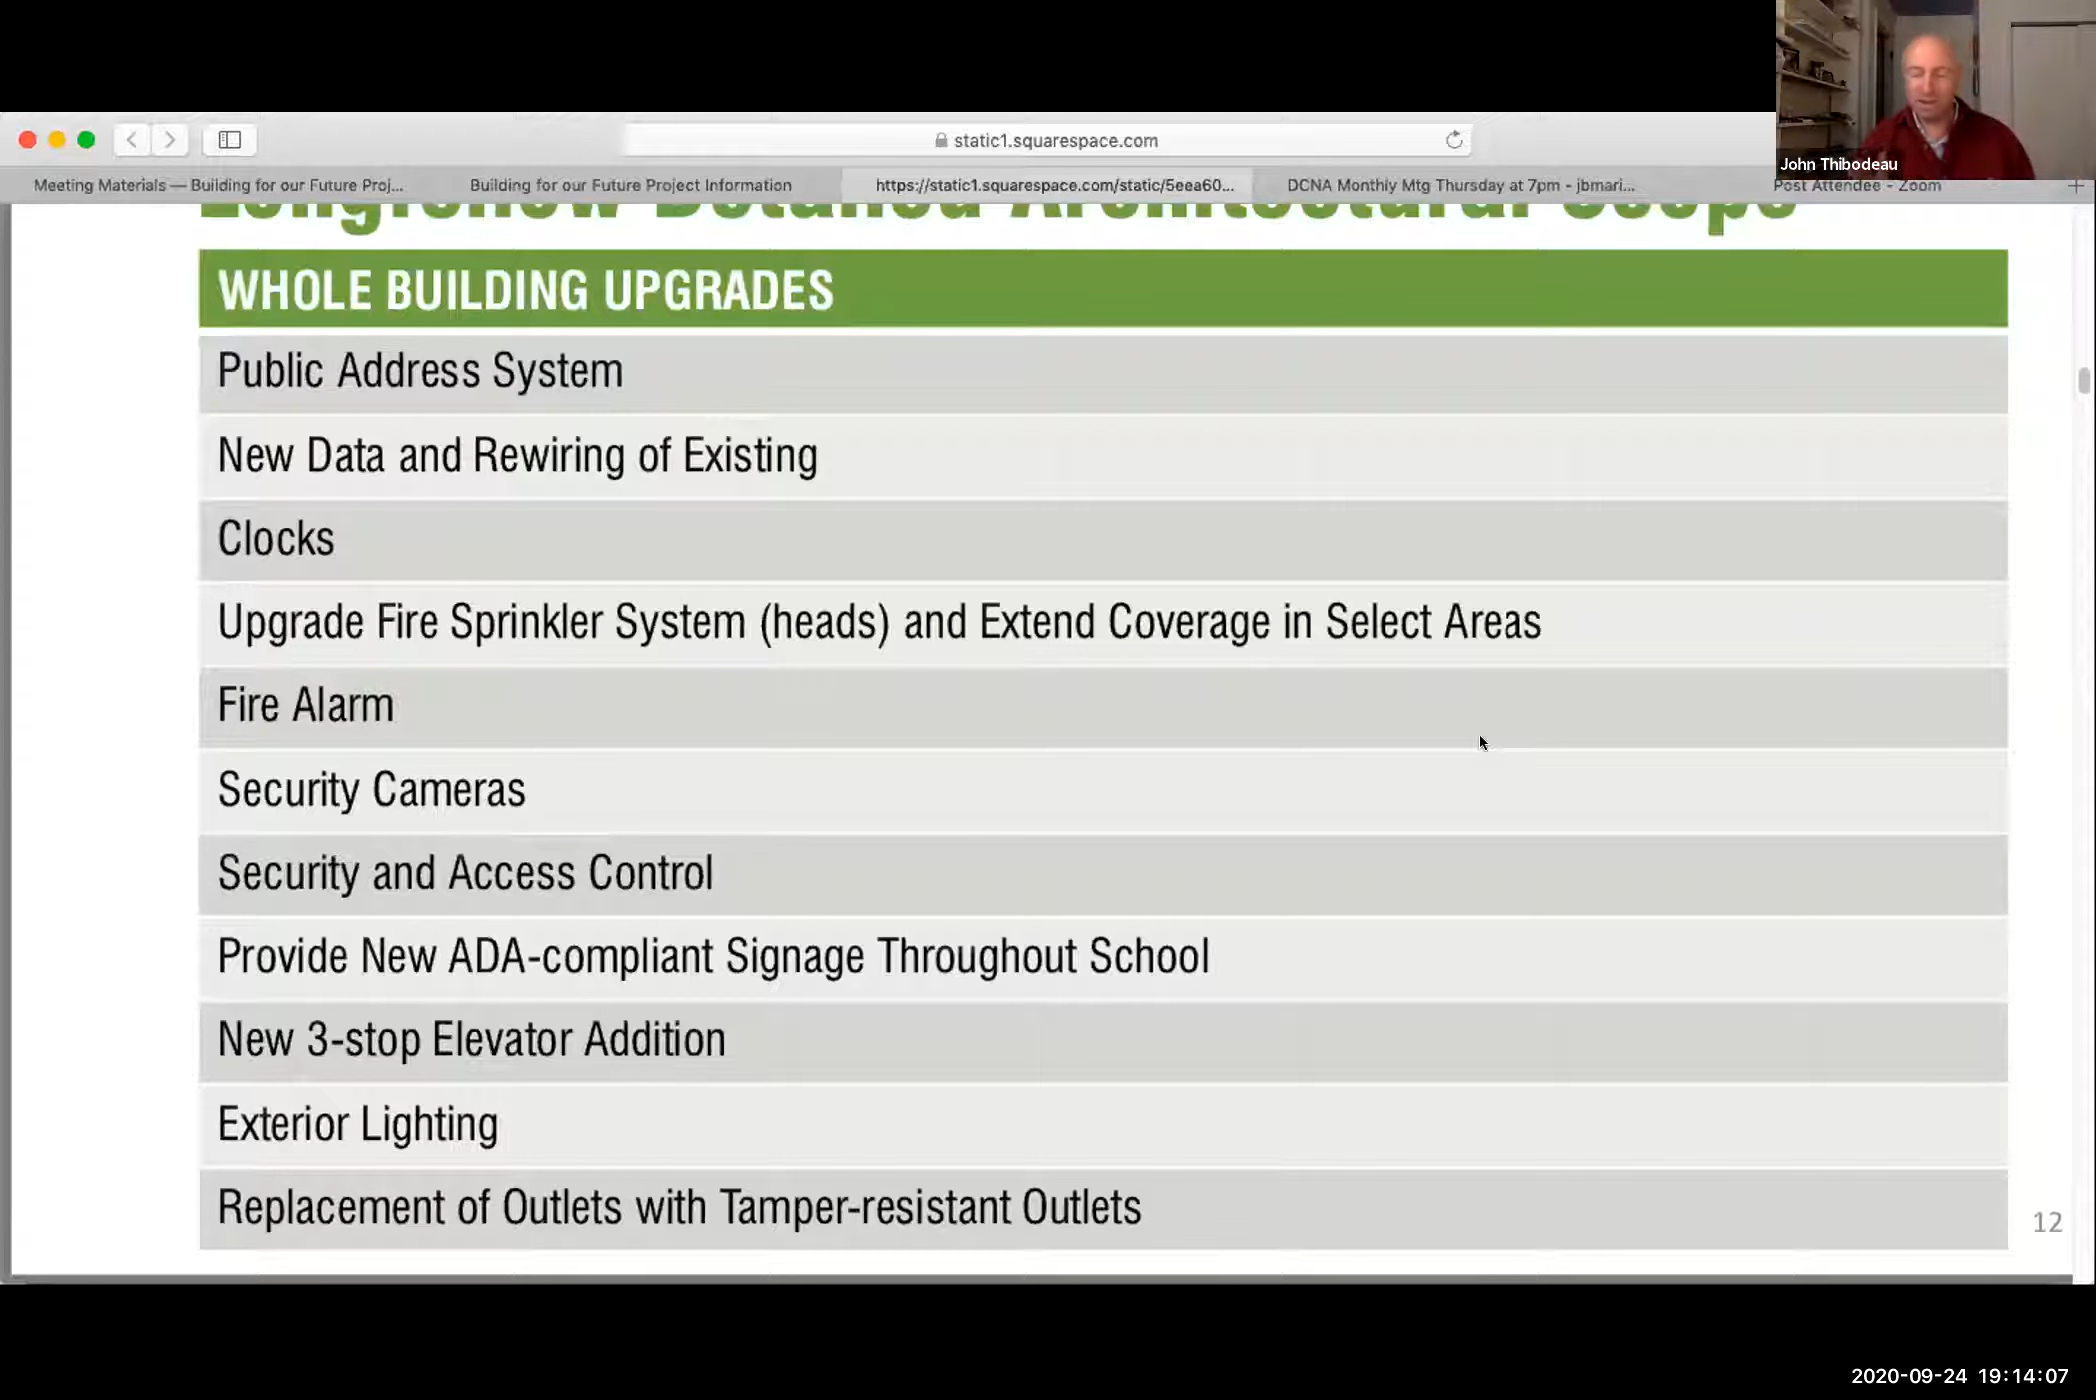 John Thibodeau
static1.squarespace.com
Meeting Materials — Building for our Future Proj...
Building for our Future Project Information
https://static1.squarespace.com/static/5eea60...
DCNA Monthly Mtg Thursday at 7pm - jbmari...
Post Attendee - Zoom
Longfellow Detailed Architectural Scope
WHOLE BUILDING UPGRADES
Public Address System
New Data and Rewiring of Existing
Clocks
Upgrade Fire Sprinkler System (heads) and Extend Coverage in Select Areas
Fire Alarm
Security Cameras
Security and Access Control
Provide New ADA-compliant Signage Throughout School
New 3-stop Elevator Addition
Exterior Lighting
Replacement of Outlets with Tamper-resistant Outlets
12
2020-09-24 19:14:07